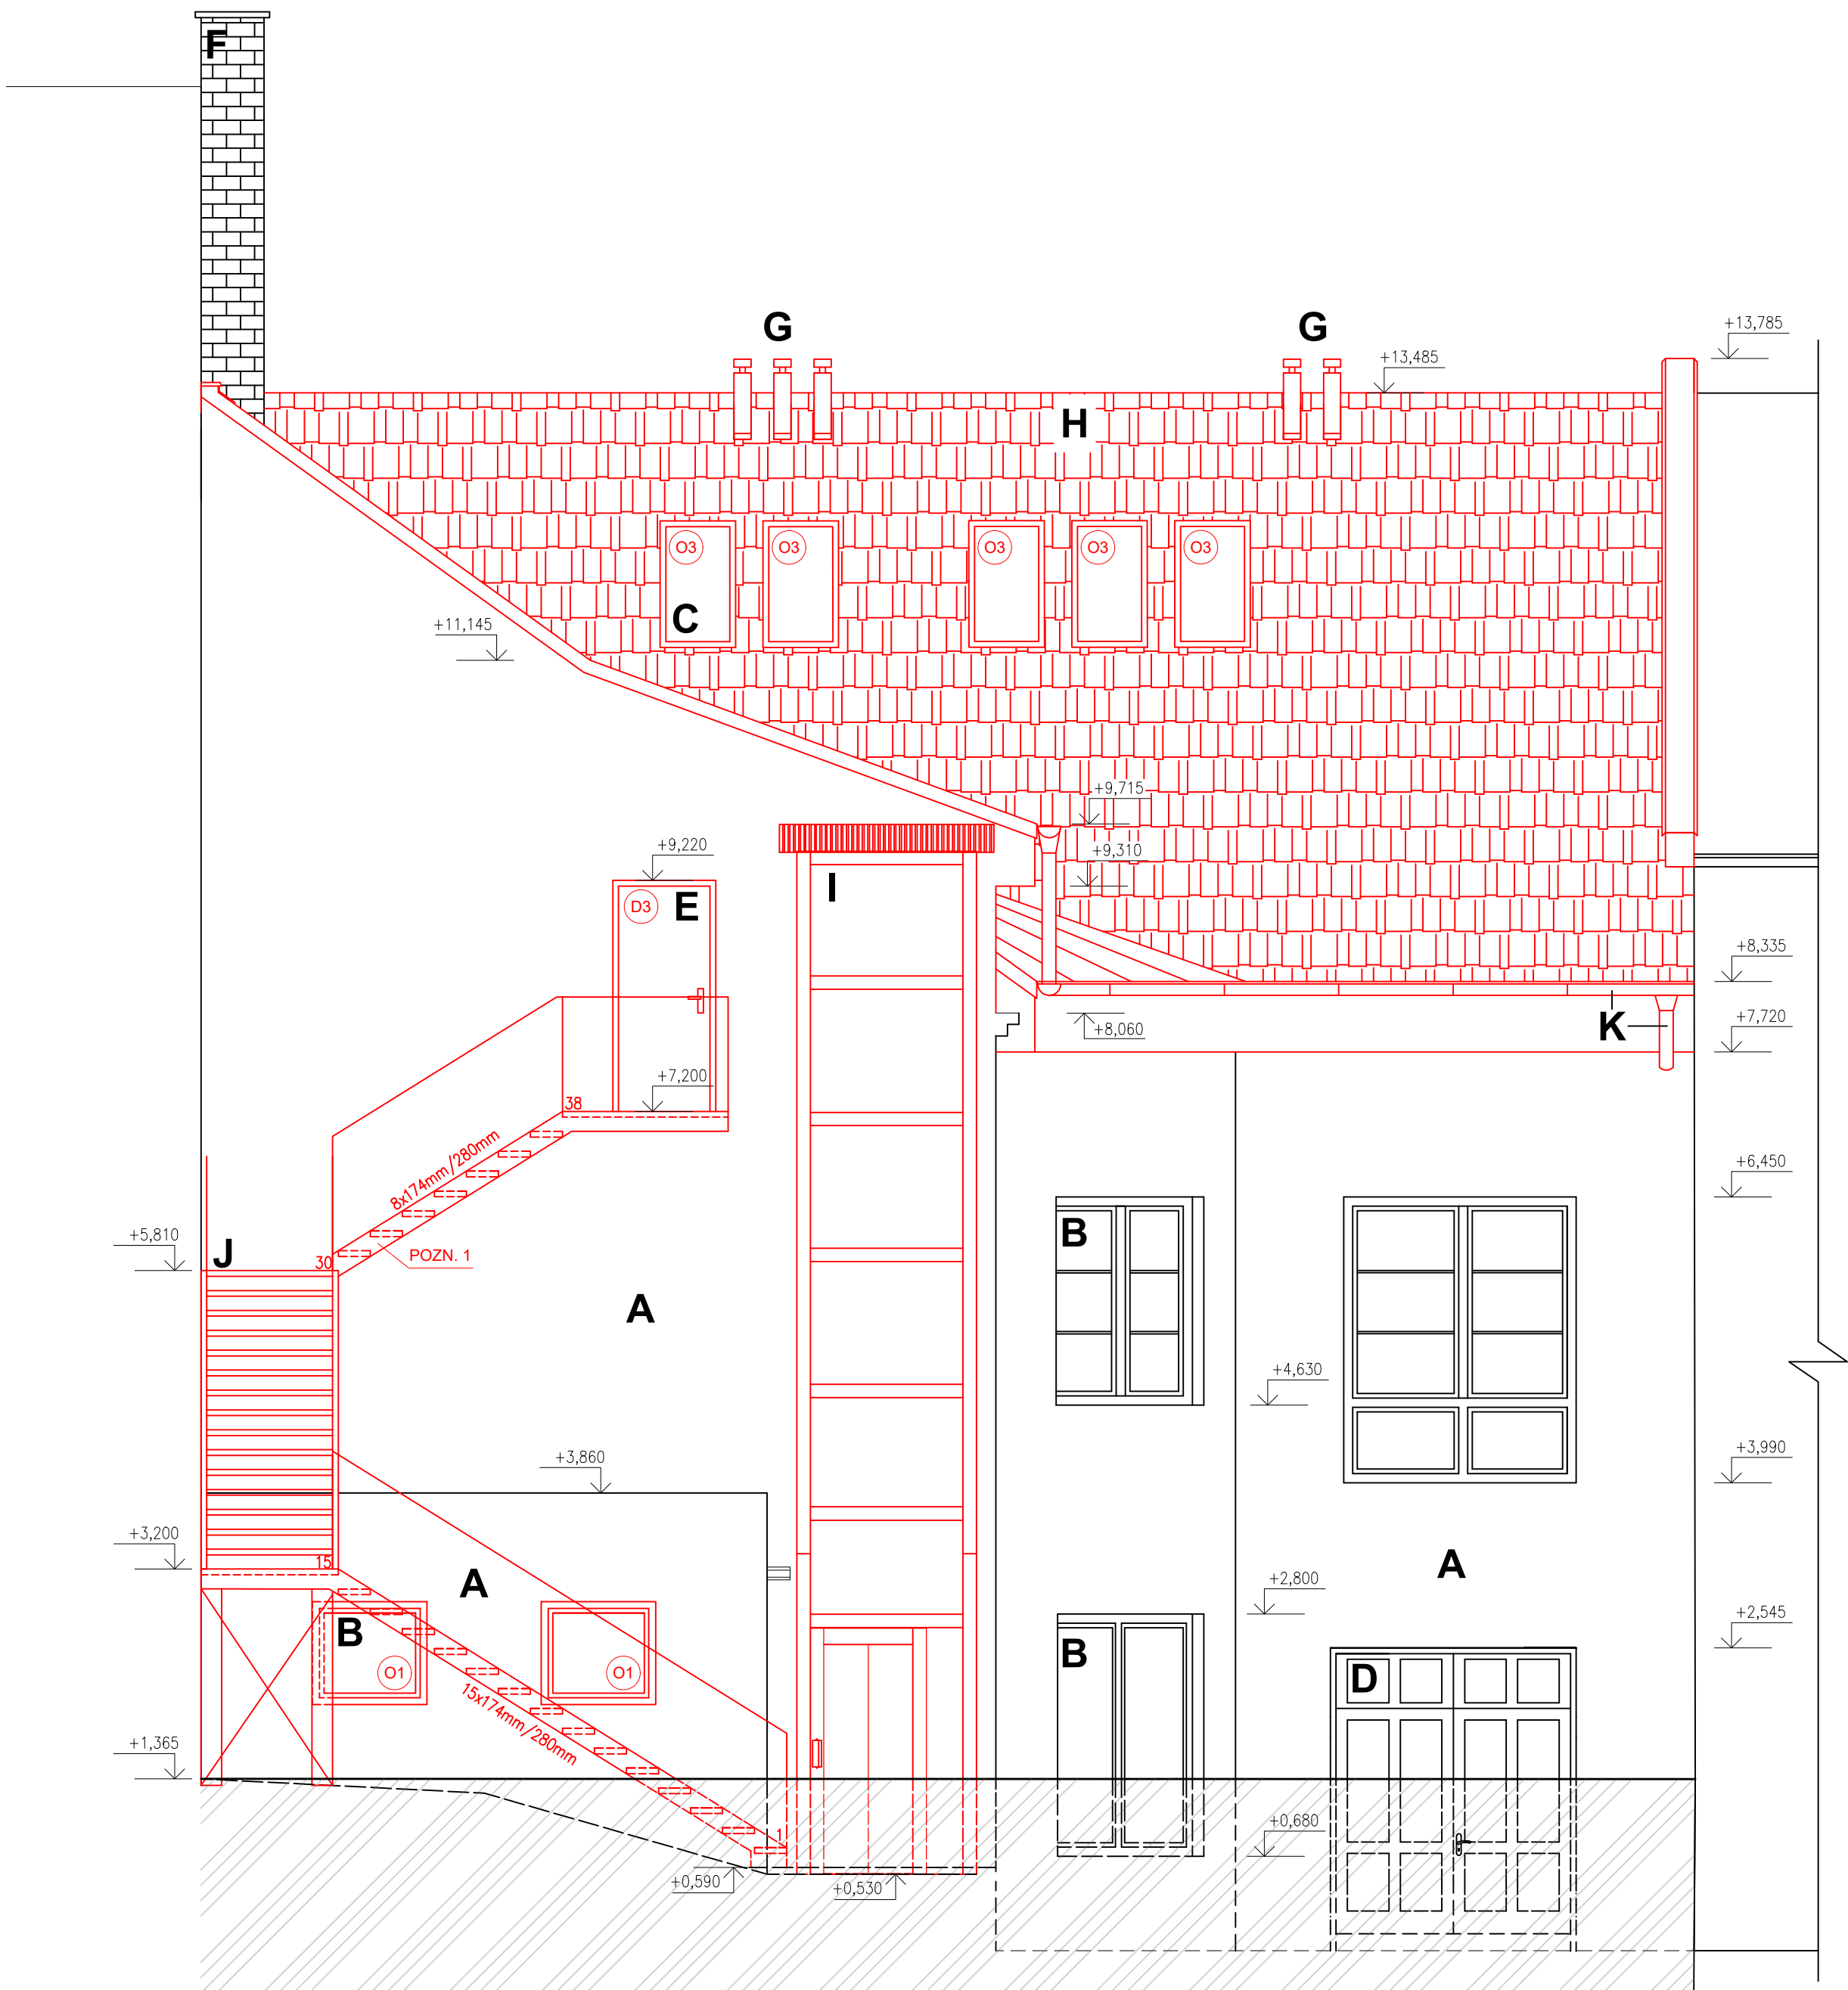 F
G
G
+13,785
+13,485
H
O3
O3
O3
O3
O3
C
+11,145
+9,715
+9,310
+9,220
I
D3
E
+8,335
+8,060
K
+7,720
+7,200
38
8x174mm/280mm
+6,450
B
J
+5,810
30
POZN. 1
A
+4,630
+3,990
+3,860
+3,200
15
A
A
+2,800
+2,545
B
O1
O1
B
D
15x174mm/280mm
+1,365
1
+0,680
+0,590
+0,530